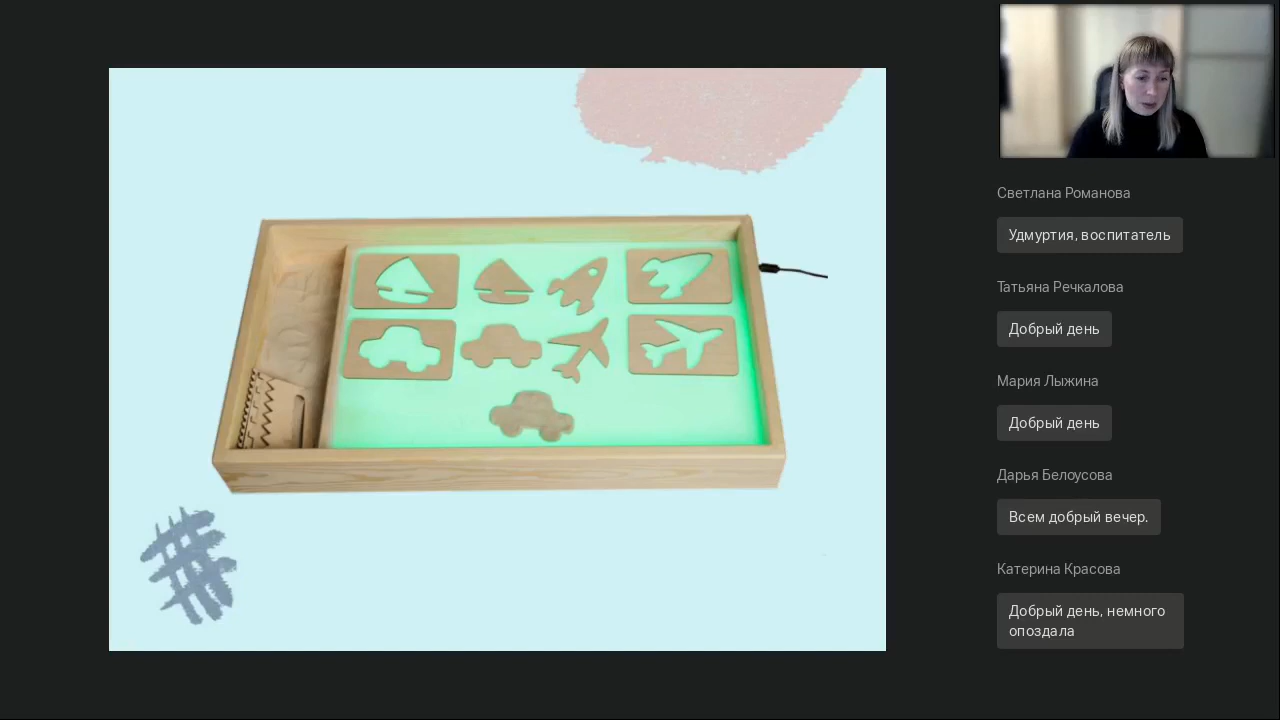 Светлана Романова
Удмуртия, воспитатель
Татьяна Речкалова
Добрый день
Мария Лыжина
Добрый день
Дарья Белоусова
Всем добрый вечер.
Катерина Красова
Добрый день, немного
опоздала